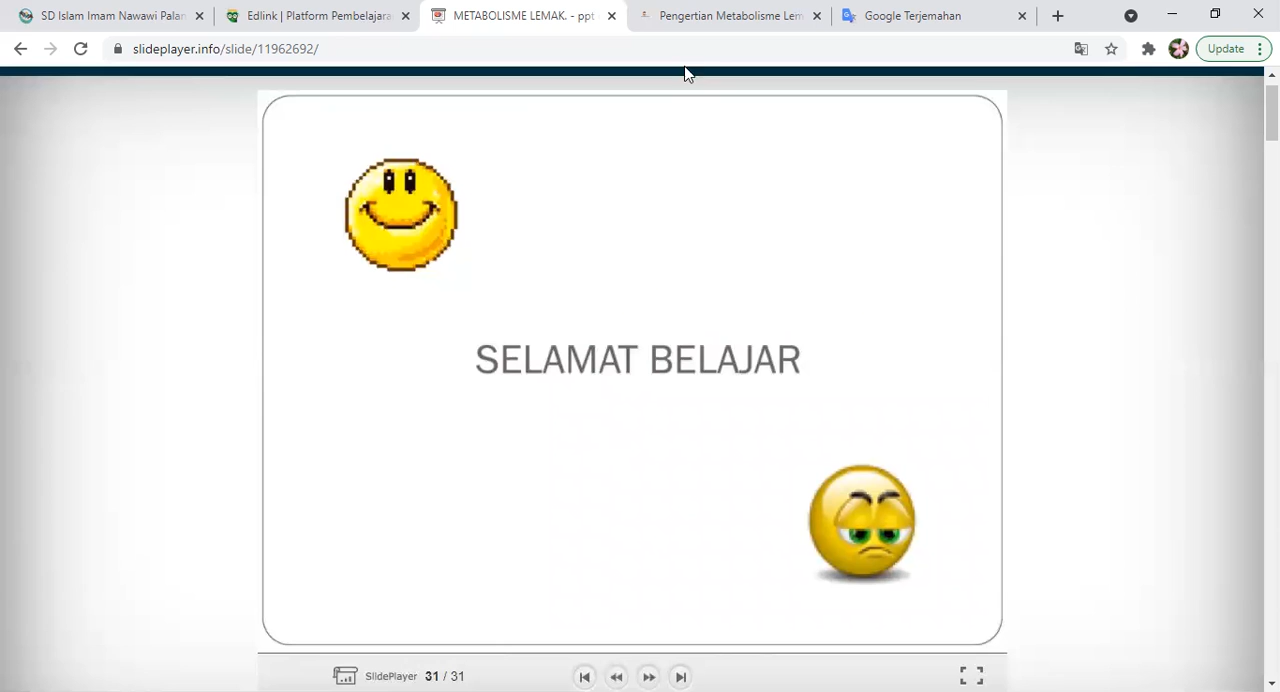 SD Islam Imam Nawawi Palan
Edlink | Platform Pembelajara
METABOLISME LEMAK. - ppt
Pengertian Metabolisme Lem
Google Terjemahan
slideplayer.info/slide/11962692/
Update
SELAMAT BELAJAR
SlidePlayer 31 / 31